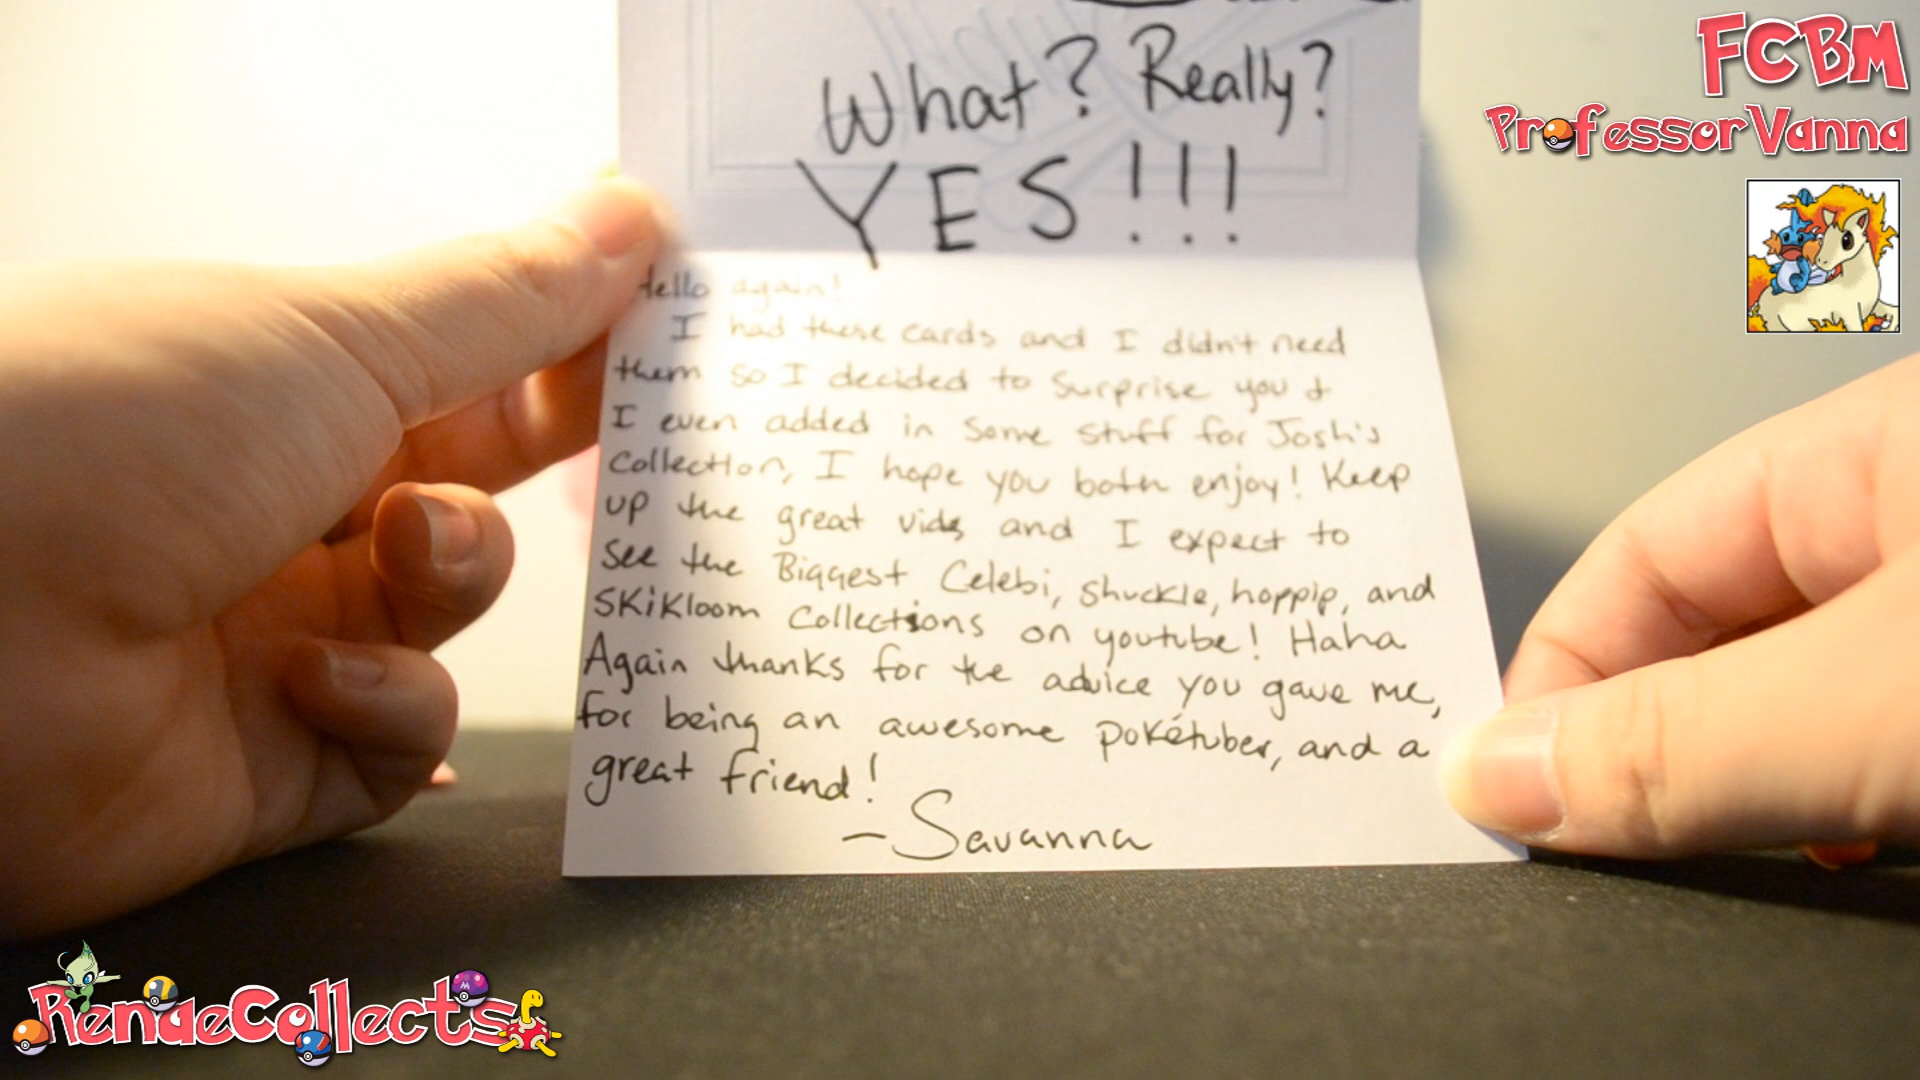 What? Really?
YES!!!
Hello again!
I had these cards and I didn't need
them so I decided to surprise you &
I even added in some stuff for Josh's
Collection, I hope you both enjoy! Keep
up the great vids and I expect to
see the Biggest Celebi, shuckle, hoppip, and
SKiKloom Collections on youtube! Haha
Again thanks for the advice you gave me,
for being an awesome pokétuber, and a
great friend!
-Savanna
FCBM
ProfessorVanna
RenaeCollects